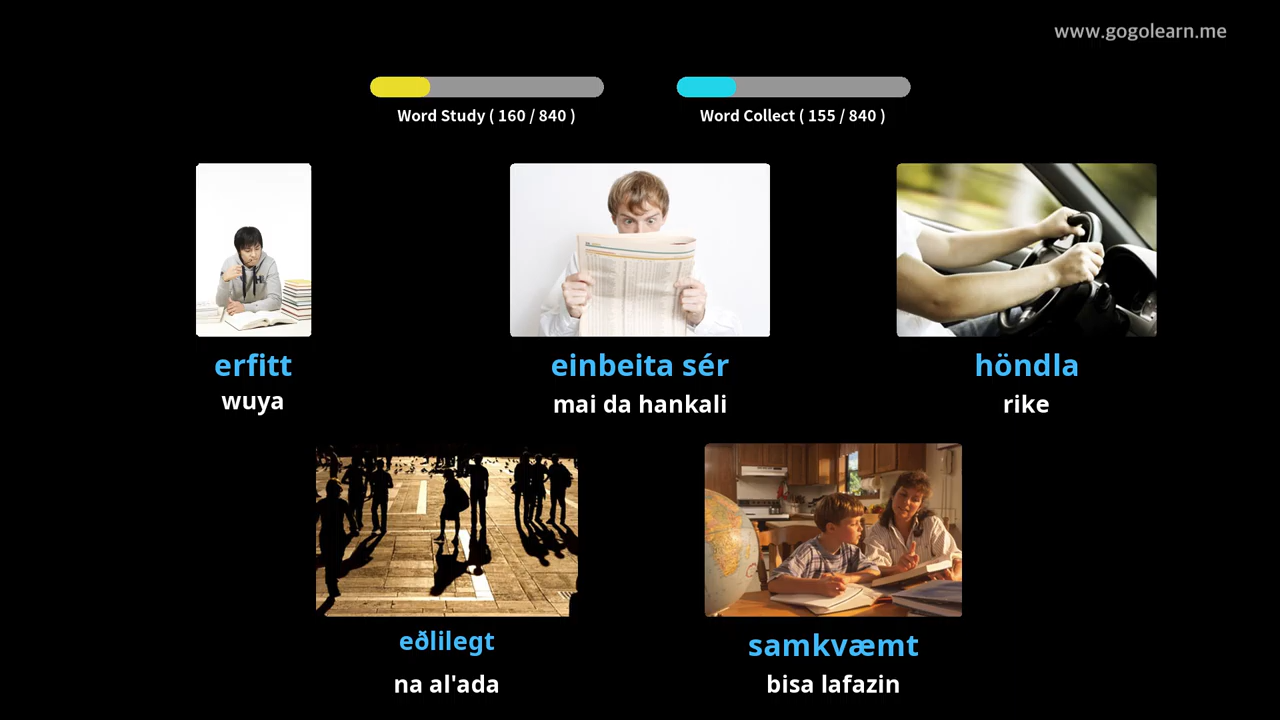 www.gogolearn.me
Word Study ( 160 / 840 )
Word Collect ( 155 / 840 )
erfitt
wuya
einbeita sér
mai da hankali
höndla
rike
eðlilegt
na al'ada
samkvæmt
bisa lafazin